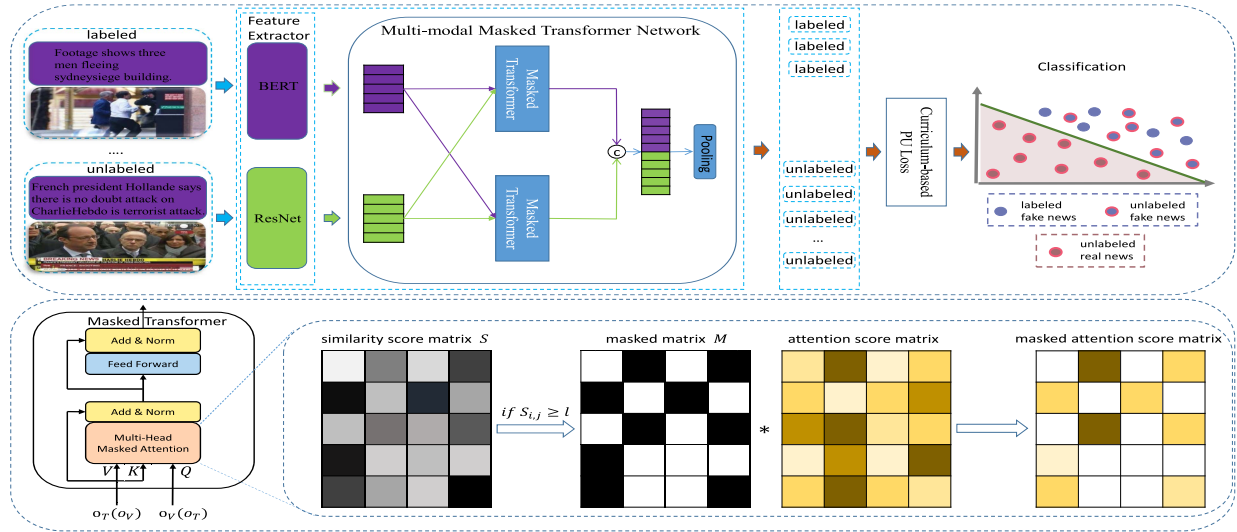 labeled
Footage shows three
men fleeing
sydneysiege building.
....
unlabeled
French president Hollande says
there is no doubt attack on
CharlieHebdo is terrorist attack.
BREAKING NEWS
Feature
Extractor
BERT
ResNet
Multi-modal Masked Transformer Network
Masked
Transformer
Masked
Transformer
C
Pooling
labeled
labeled
labeled
unlabeled
unlabeled
unlabeled
...
unlabeled
Curriculum-based
PU Loss
Classification
labeled
fake news
unlabeled
fake news
unlabeled
real news
Masked Transformer
Add & Norm
Feed Forward
Add & Norm
Multi-Head
Masked Attention
V K Q
o_T(o_V) o_V(o_T)
similarity score matrix S
if S_{i,j} ≥ l
masked matrix M
*
attention score matrix
masked attention score matrix